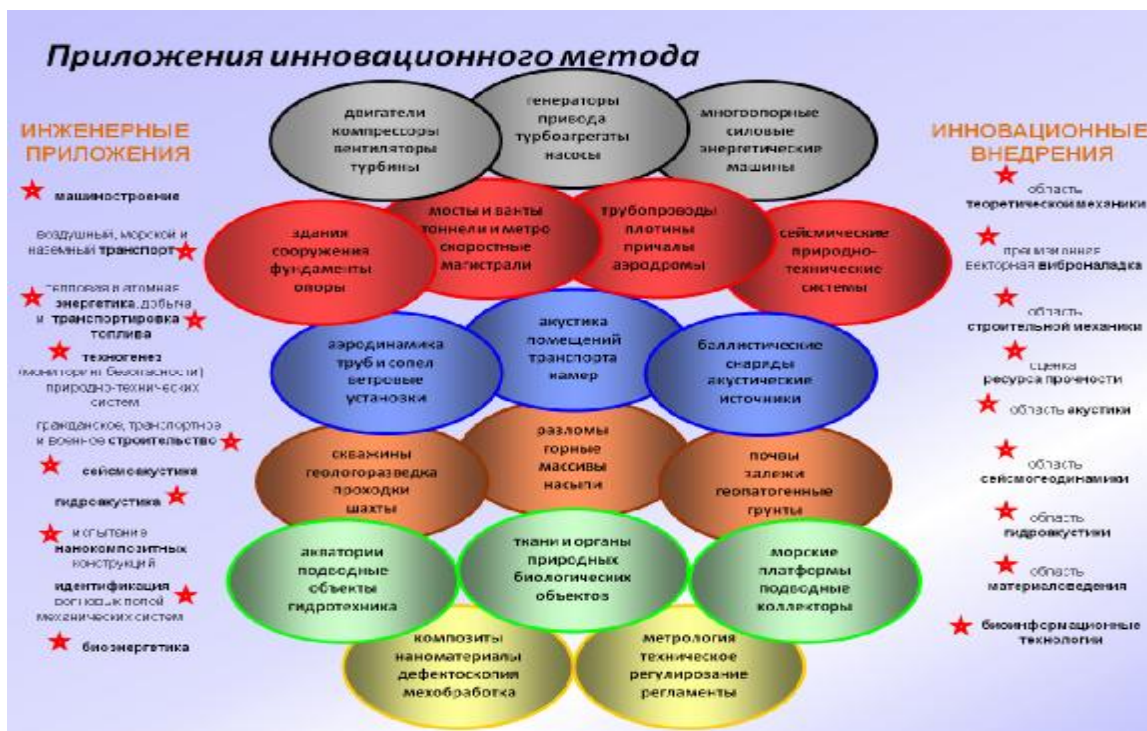 Приложения инновационного метода
ИНЖЕНЕРНЫЕ
ПРИЛОЖЕНИЯ
машиностроение
воздушный, морской и
наземный транспорт
тепловая и атомная
энергетика, добыча
и транспортировка
топлива
техногенез
(мониторинг безопасности)
природно-технических
систем
гражданское, транспортное
и военное строительство
сейсмоакустика
гидроакустика
испытание
нанокомпозитных
конструкций
идентификация
волновых полей
механических систем
биоэнергетика
двигатели
компрессоры
вентиляторы
турбины
генераторы
привода
турбоагрегаты
насосы
многоопорные
силовые
энергетические
машины
здания
сооружения
фундаменты
опоры
мосты и ванты
тоннели и метро
скоростные
магистрали
трубопроводы
плотины
причалы
аэродромы
сейсмические
природно-
технические
системы
аэродинамика
труб и сопел
ветровые
установки
акустика
помещений
транспорта
камер
баллистические
снаряды
акустические
источники
скважины
геологоразведка
проходки
шахты
разломы
горные
массивы
насыпи
почвы
залежи
геопатогенные
грунты
акватории
подводные
объекты
гидротехника
ткани и органы
природных
биологических
объектов
морские
платформы
подводные
коллекторы
композиты
наноматериалы
дефектоскопия
мехобработка
метрология
техническое
регулирование
регламенты
ИННОВАЦИОННЫЕ
ВНЕДРЕНИЯ
область
теоретической механики
прецизионная
векторная виброналадка
область
строительной механики
оценка
ресурса прочности
область акустики
область
сейсмогеодинамики
область
гидроакустики
область
материаловедения
биоинформационные
технологии